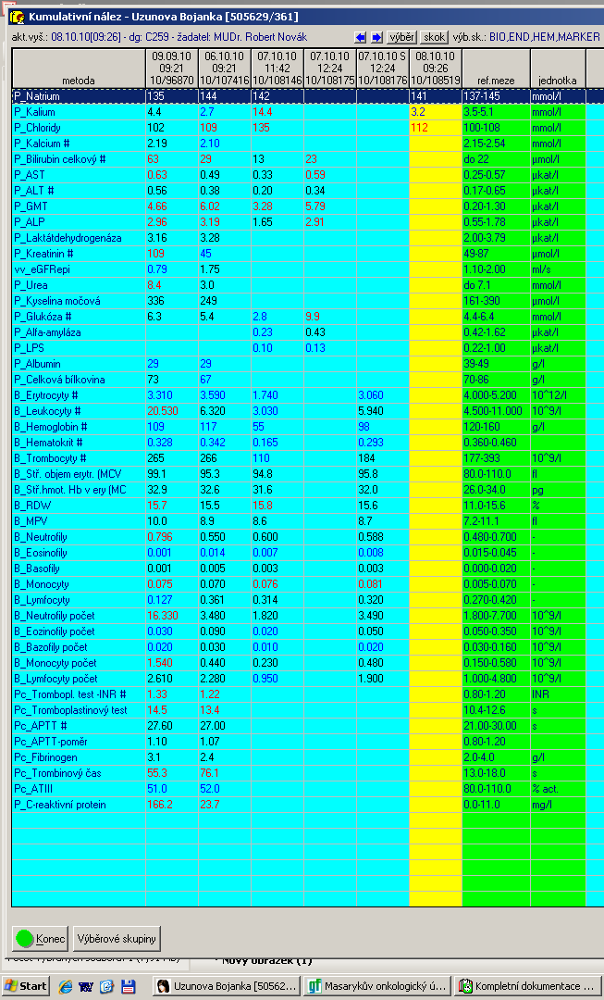 Kumulativní nález - Uzunova Bojanka [505629/361]
akt.vyš.: 08.10.10[09:26] - dg: C259 - žadatel: MUDr. Robert Novák výběr skok výb.sk.: BIO,END,HEM,MARKER
09.09.10 06.10.10 07.10.10 07.10.10 07.10.10 S 08.10.10
09:21 09:21 11:42 12:24 12:24 09:26
metoda 10/96870 10/107416 10/108146 10/108175 10/108176 10/108519 ref.meze jednotka
P_Natrium 135 144 142 141 137-145 mmol/l
P_Kalium 4.4 2.7 14.4 3.2 3.5-5.1 mmol/l
P_Chloridy 102 109 135 112 100-108 mmol/l
P_Kalcium # 2.19 2.10 2.15-2.54 mmol/l
P_Bilirubin celkový # 63 29 13 23 do 22 µmol/l
P_AST 0.63 0.49 0.33 0.59 0.25-0.57 µkat/l
P_ALT # 0.56 0.38 0.20 0.34 0.17-0.65 µkat/l
P_GMT 4.66 6.02 3.28 5.79 0.20-1.30 µkat/l
P_ALP 2.96 3.19 1.65 2.91 0.55-1.78 µkat/l
P_Laktátdehydrogenáza 3.16 3.28 2.00-3.79 µkat/l
P_Kreatinin # 109 45 49-87 µmol/l
vv_eGFRepi 0.79 1.75 1.10-2.00 ml/s
P_Urea 8.4 3.0 do 7.1 mmol/l
P_Kyselina močová 336 249 161-390 µmol/l
P_Glukóza # 6.3 5.4 2.8 9.9 4.4-6.4 mmol/l
P_Alfa-amyláza 0.23 0.43 0.42-1.62 µkat/l
P_LPS 0.10 0.13 0.22-1.00 µkat/l
P_Albumin 29 29 39-49 g/l
P_Celková bílkovina 73 67 70-86 g/l
B_Erytrocyty # 3.310 3.590 1.740 3.060 4.000-5.200 10^12/l
B_Leukocyty # 20.530 6.320 3.030 5.940 4.500-11.000 10^9/l
B_Hemoglobin # 109 117 55 98 120-160 g/l
B_Hematokrit # 0.328 0.342 0.165 0.293 0.360-0.460
B_Trombocyty # 265 266 110 184 177-393 10^9/l
B_Stř. objem erytr. (MCV 99.1 95.3 94.8 95.8 80.0-110.0 fl
B_Stř.hmot. Hb v ery (MC 32.9 32.6 31.6 32.0 26.0-34.0 pg
B_RDW 15.7 15.5 15.8 15.6 11.0-15.6 %
B_MPV 10.0 8.9 8.6 8.7 7.2-11.1 fl
B_Neutrofily 0.796 0.550 0.600 0.588 0.480-0.700 -
B_Eosinofily 0.001 0.014 0.007 0.008 0.015-0.045 -
B_Basofily 0.001 0.005 0.003 0.003 0.000-0.020 -
B_Monocyty 0.075 0.070 0.076 0.081 0.005-0.070 -
B_Lymfocyty 0.127 0.361 0.314 0.320 0.270-0.420 -
B_Neutrofily počet 16.330 3.480 1.820 3.490 1.800-7.700 10^9/l
B_Eozinofily počet 0.030 0.090 0.020 0.050 0.050-0.350 10^9/l
B_Bazofily počet 0.020 0.030 0.010 0.020 0.030-0.160 10^9/l
B_Monocyty počet 1.540 0.440 0.230 0.480 0.150-0.580 10^9/l
B_Lymfocyty počet 2.610 2.280 0.950 1.900 1.000-4.800 10^9/l
Pc_Trombopl. test -INR # 1.33 1.22 0.80-1.20 INR
Pc_Tromboplastinový test 14.5 13.4 10.4-12.6 s
Pc_APTT # 27.60 27.00 21.00-30.00 s
Pc_APTT-poměr 1.10 1.07 0.80-1.20
Pc_Fibrinogen 3.1 2.4 2.0-4.0 g/l
Pc_Trombinový čas 55.3 76.1 13.0-18.0 s
Pc_ATIII 51.0 52.0 80.0-110.0 % act.
P_C-reaktivní protein 166.2 23.7 0.0-11.0 mg/l
Konec Výběrové skupiny
Nový obrázek (1)
Start Uzunova Bojanka [50562... Masarykův onkologický ú... Kompletní dokumentace ...